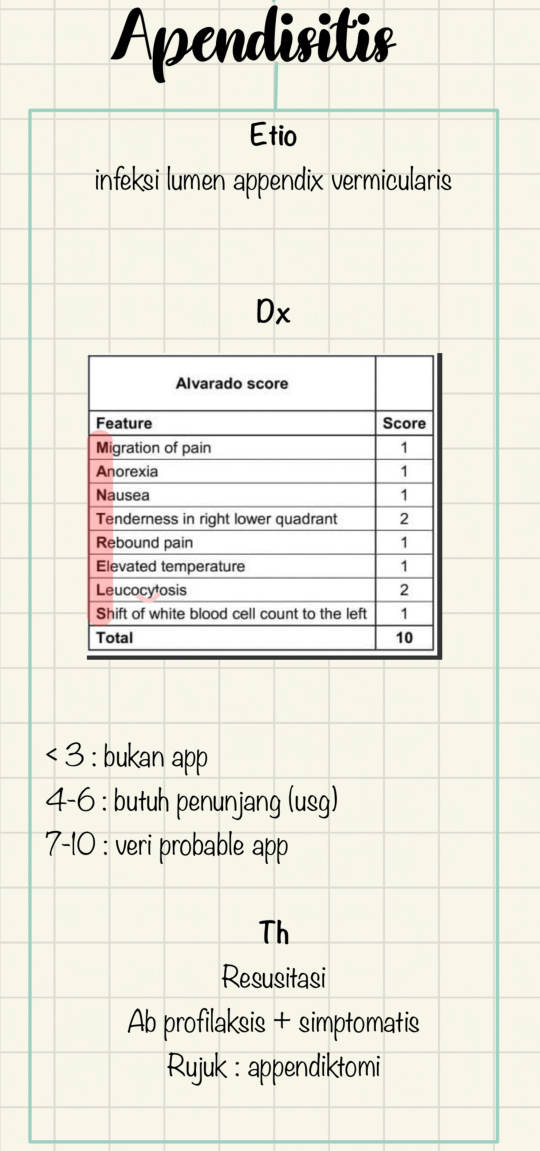 Apendisitis
Etio
infeksi lumen appendix vermicularis
Dx
Alvarado score
Feature Score
Migration of pain 1
Anorexia 1
Nausea 1
Tenderness in right lower quadrant 2
Rebound pain 1
Elevated temperature 1
Leucocytosis 2
Shift of white blood cell count to the left 1
Total 10
< 3 : bukan app
4-6 : butuh penunjang (usg)
7-10 : veri probable app
Th
Resusitasi
Ab profilaksis + simptomatis
Rujuk : appendiktomi